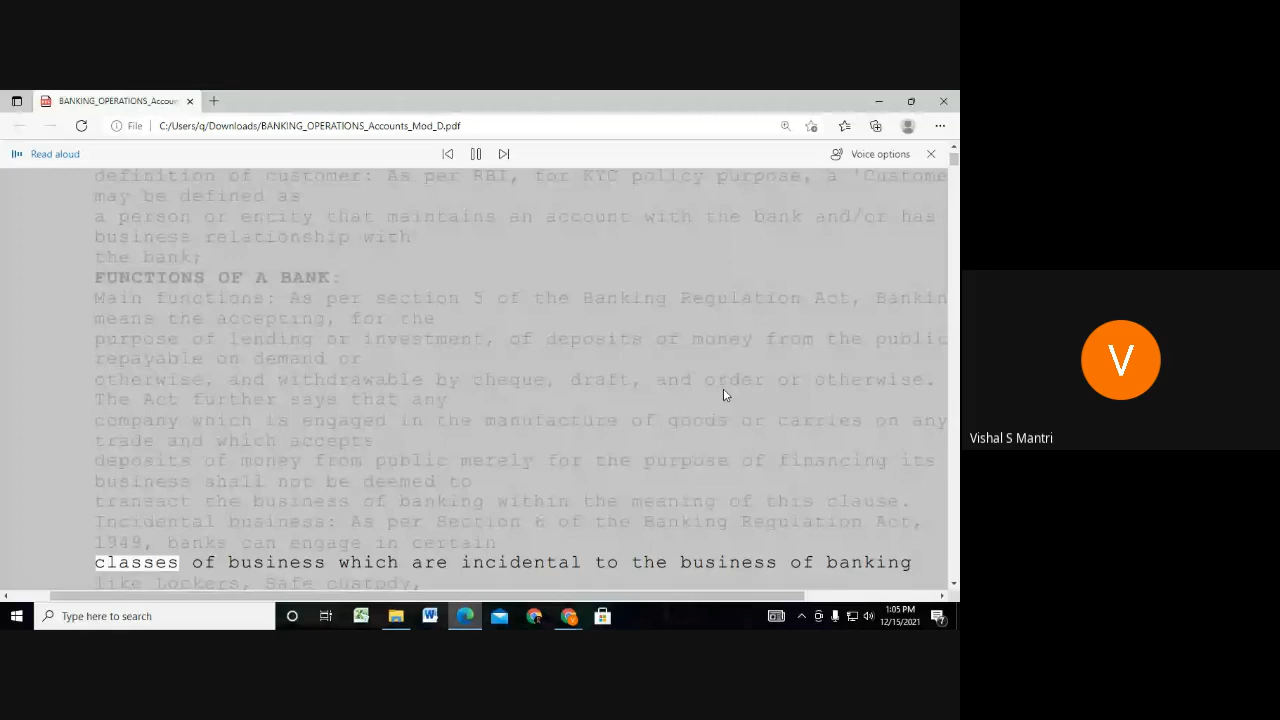 BANKING_OPERATIONS_Accoun
File
C:/Users/q/Downloads/BANKING_OPERATIONS_Accounts_Mod_D.pdf
Read aloud
Voice options
definition of customer: As per RBI, for KYC policy purpose, a 'Custome
may be defined as
a person or entity that maintains an account with the bank and/or has
business relationship with
the bank;
FUNCTIONS OF A BANK:
Main functions: As per section 5 of the Banking Regulation Act, Bankin
means the accepting, for the
purpose of lending or investment, of deposits of money from the public
repayable on demand or
otherwise, and withdrawable by cheque, draft, and order or otherwise.
The Act further says that any
company which is engaged in the manufacture of goods or carries on any
trade and which accepts
deposits of money from public merely for the purpose of financing its
business shall not be deemed to
transact the business of banking within the meaning of this clause.
Incidental business: As per Section 6 of the Banking Regulation Act,
1949, banks can engage in certain
classes of business which are incidental to the business of banking
like Lockers, Safe custody,
Type here to search
1:05 PM
12/15/2021
7
V
Vishal S Mantri